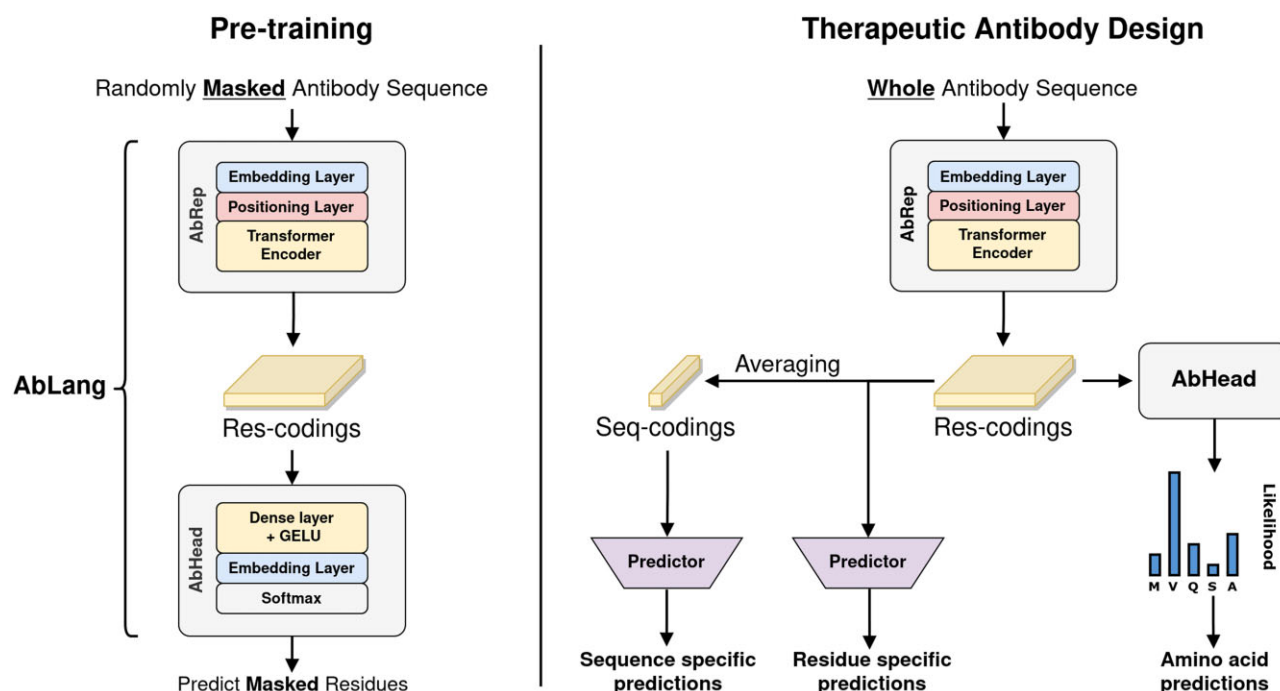 Pre-training
Randomly Masked Antibody Sequence
AbLang
AbRep
Embedding Layer
Positioning Layer
Transformer
Encoder
Res-codings
AbHead
Dense layer
+ GELU
Embedding Layer
Softmax
Predict Masked Residues
Therapeutic Antibody Design
Whole Antibody Sequence
AbRep
Embedding Layer
Positioning Layer
Transformer
Encoder
Averaging
Seq-codings
Res-codings
AbHead
Predictor
Predictor
Likelihood
M V Q S A
Sequence specific
predictions
Residue specific
predictions
Amino acid
predictions